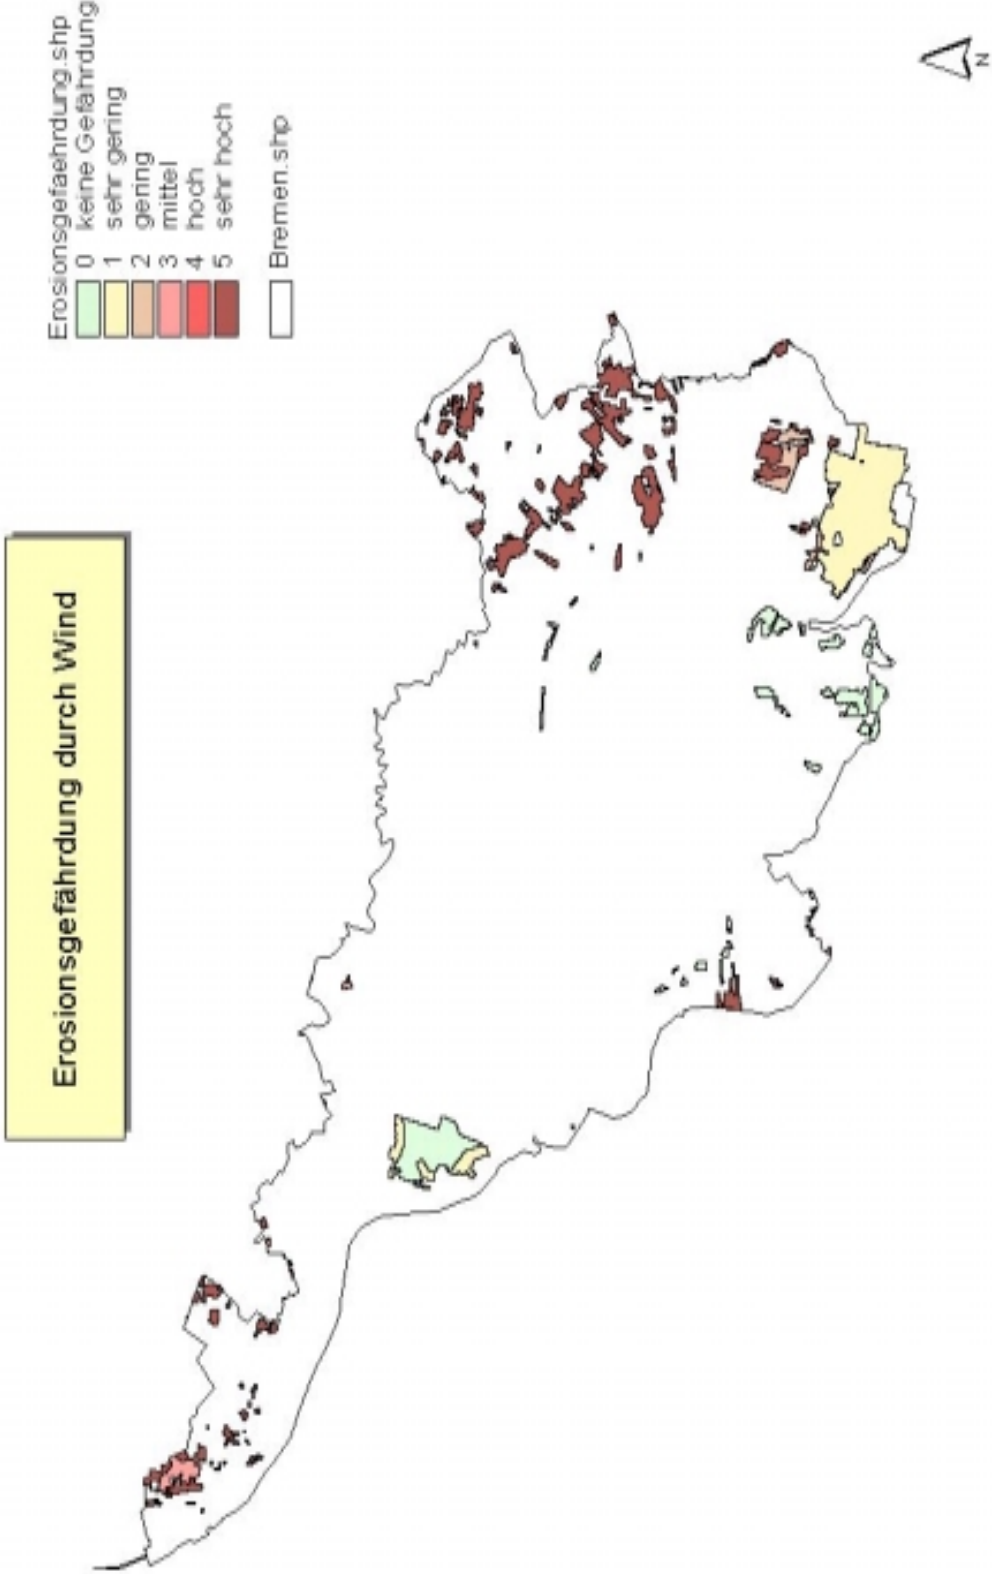 Erosionsgefährdung durch Wind
Erosionsgefaehrdung.shp
0 keine Gefährdung
1 sehr gering
2 gering
3 mittel
4 hoch
5 sehr hoch
Bremen.shp
N